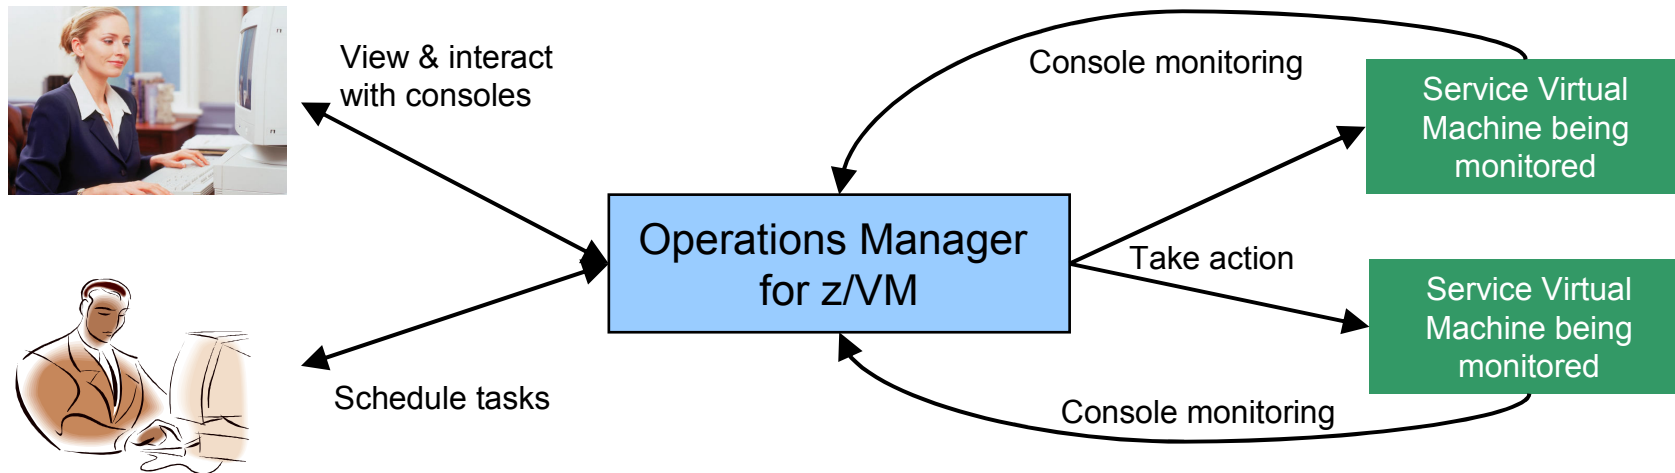 View & interact
with consoles
Console monitoring
Service Virtual
Machine being
monitored
Operations Manager
for z/VM
Take action
Service Virtual
Machine being
monitored
Schedule tasks
Console monitoring